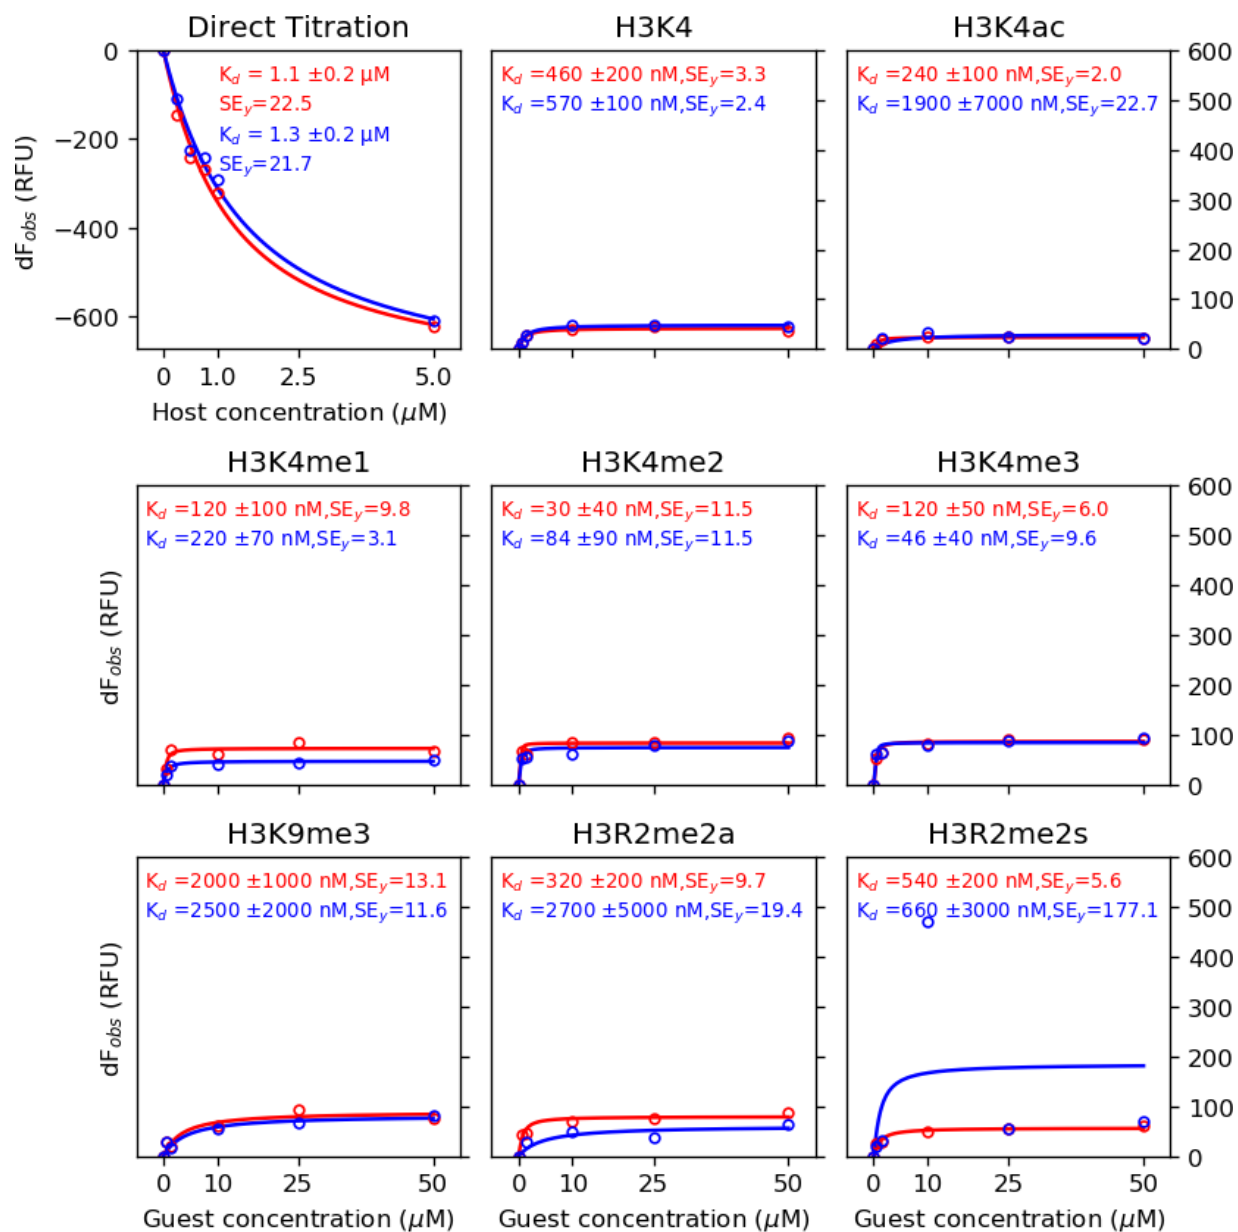 Direct Titration
H3K4
H3K4ac
0
−200
−400
−600
dF_obs (RFU)
K_d = 1.1 ±0.2 μM
SE_y=22.5
K_d = 1.3 ±0.2 μM
SE_y=21.7
0
1.0
2.5
5.0
Host concentration (μM)
K_d =460 ±200 nM,SE_y=3.3
K_d =570 ±100 nM,SE_y=2.4
K_d =240 ±100 nM,SE_y=2.0
K_d =1900 ±7000 nM,SE_y=22.7
600
500
400
300
200
100
0
H3K4me1
H3K4me2
H3K4me3
dF_obs (RFU)
K_d =120 ±100 nM,SE_y=9.8
K_d =220 ±70 nM,SE_y=3.1
K_d =30 ±40 nM,SE_y=11.5
K_d =84 ±90 nM,SE_y=11.5
K_d =120 ±50 nM,SE_y=6.0
K_d =46 ±40 nM,SE_y=9.6
600
500
400
300
200
100
0
H3K9me3
H3R2me2a
H3R2me2s
dF_obs (RFU)
K_d =2000 ±1000 nM,SE_y=13.1
K_d =2500 ±2000 nM,SE_y=11.6
K_d =320 ±200 nM,SE_y=9.7
K_d =2700 ±5000 nM,SE_y=19.4
K_d =540 ±200 nM,SE_y=5.6
K_d =660 ±3000 nM,SE_y=177.1
600
500
400
300
200
100
0
0
10
25
50
0
10
25
50
0
10
25
50
Guest concentration (μM)
Guest concentration (μM)
Guest concentration (μM)